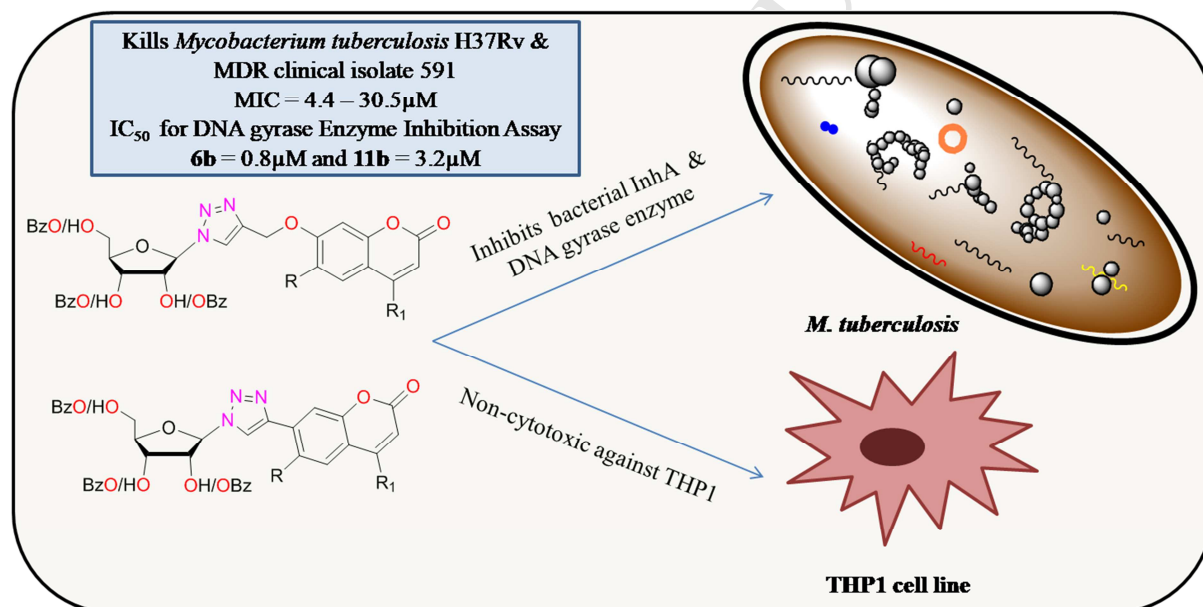 Kills Mycobacterium tuberculosis H37Rv &
MDR clinical isolate 591
MIC = 4.4 – 30.5µM
IC50 for DNA gyrase Enzyme Inhibition Assay
6b = 0.8µM and 11b = 3.2µM
N=N
BzO/HO
N
O
O
O
O
BzO/HO
OH/OBz
R
R1
Inhibits bacterial InhA &
DNA gyrase enzyme
M. tuberculosis
N=N
BzO/HO
N
O
O
O
BzO/HO
OH/OBz
R
R1
Non-cytotoxic against THP1
THP1 cell line